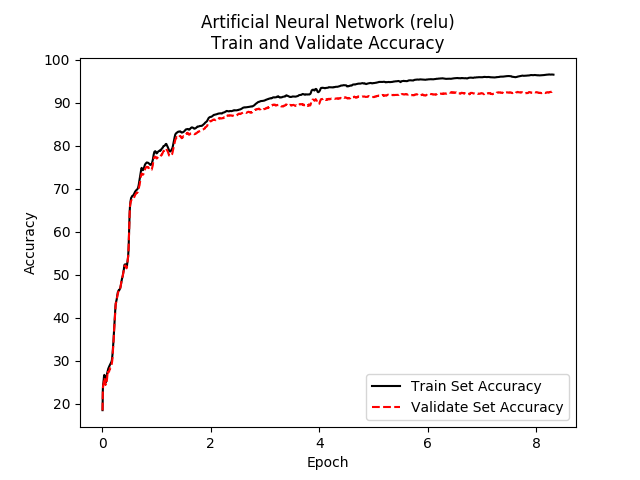 Artificial Neural Network (relu)
Train and Validate Accuracy
100
90
80
70
60
50
40
30
20
Accuracy
0
2
4
6
8
Epoch
Train Set Accuracy
Validate Set Accuracy